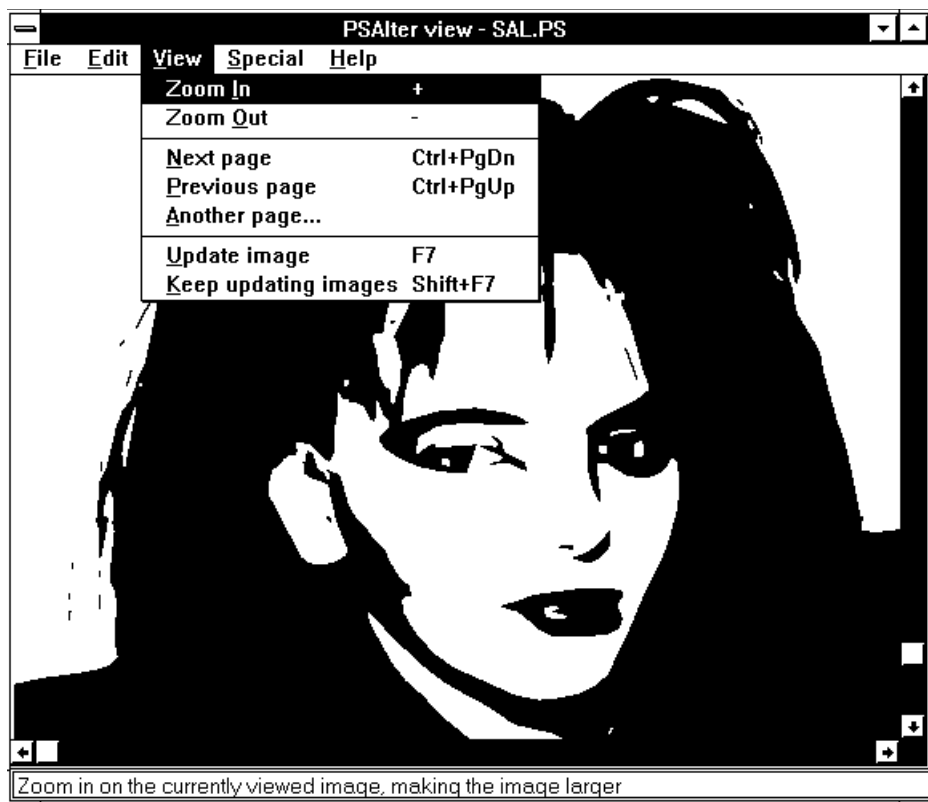 PSAlter view - SAL.PS
File Edit View Special Help
Zoom In +
Zoom Out -
Next page Ctrl+PgDn
Previous page Ctrl+PgUp
Another page...
Update image F7
Keep updating images Shift+F7
Zoom in on the currently viewed image, making the image larger